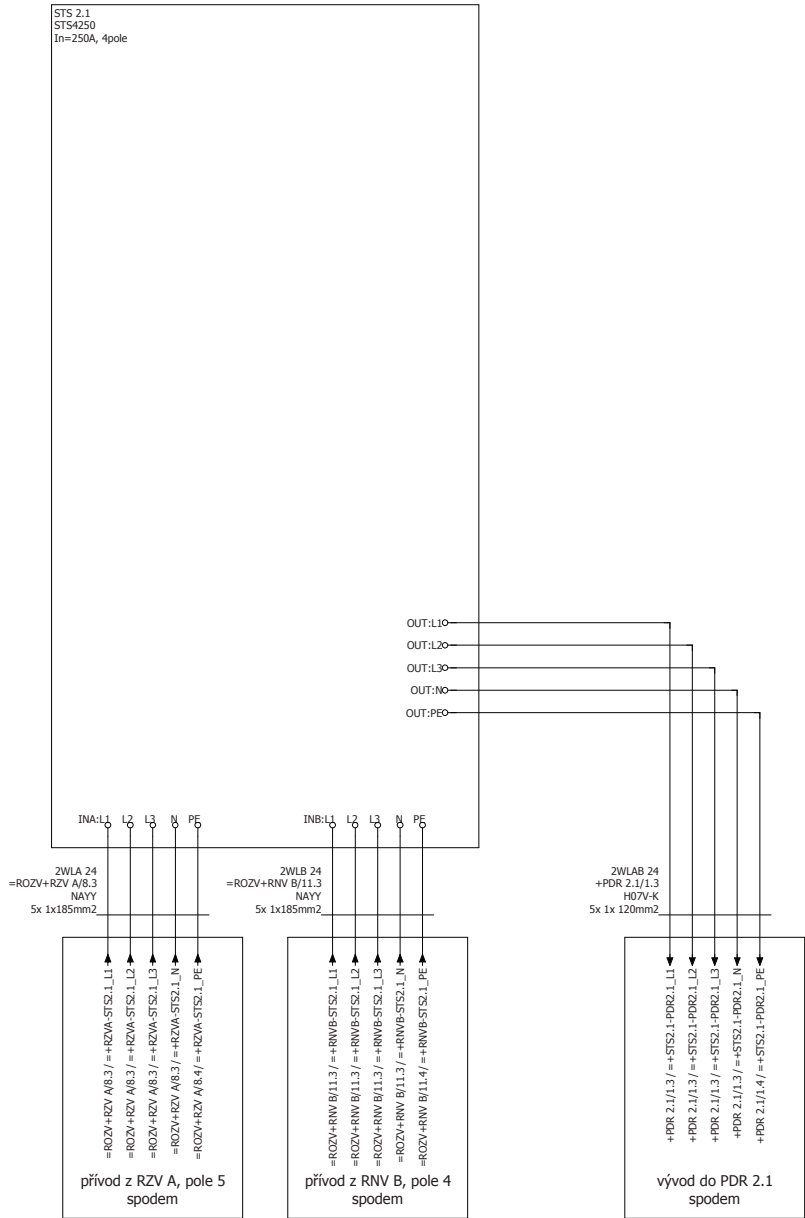 STS 2.1
STS4250
In=250A, 4pole
OUT:L1
OUT:L2
OUT:L3
OUT:N
OUT:PE
INA:L1 L2 L3 N PE
INB:L1 L2 L3 N PE
2WLA 24
=ROZV+RZV A/8.3
NAYY
5x 1x185mm2
2WLB 24
=ROZV+RNV B/11.3
NAYY
5x 1x185mm2
2WLAB 24
+PDR 2.1/1.3
H07V-K
5x 1x 120mm2
=ROZV+RZV A/8.3 / =+RZVA-STS2.1_L1
=ROZV+RZV A/8.3 / =+RZVA-STS2.1_L2
=ROZV+RZV A/8.3 / =+RZVA-STS2.1_L3
=ROZV+RZV A/8.3 / =+RZVA-STS2.1_N
=ROZV+RZV A/8.4 / =+RZVA-STS2.1_PE
přívod z RZV A, pole 5
spodem
=ROZV+RNV B/11.3 / =+RNVB-STS2.1_L1
=ROZV+RNV B/11.3 / =+RNVB-STS2.1_L2
=ROZV+RNV B/11.3 / =+RNVB-STS2.1_L3
=ROZV+RNV B/11.3 / =+RNVB-STS2.1_N
=ROZV+RNV B/11.4 / =+RNVB-STS2.1_PE
přívod z RNV B, pole 4
spodem
+PDR 2.1/1.3 / =+STS2.1-PDR2.1_L1
+PDR 2.1/1.3 / =+STS2.1-PDR2.1_L2
+PDR 2.1/1.3 / =+STS2.1-PDR2.1_L3
+PDR 2.1/1.3 / =+STS2.1-PDR2.1_N
+PDR 2.1/1.4 / =+STS2.1-PDR2.1_PE
vývod do PDR 2.1
spodem